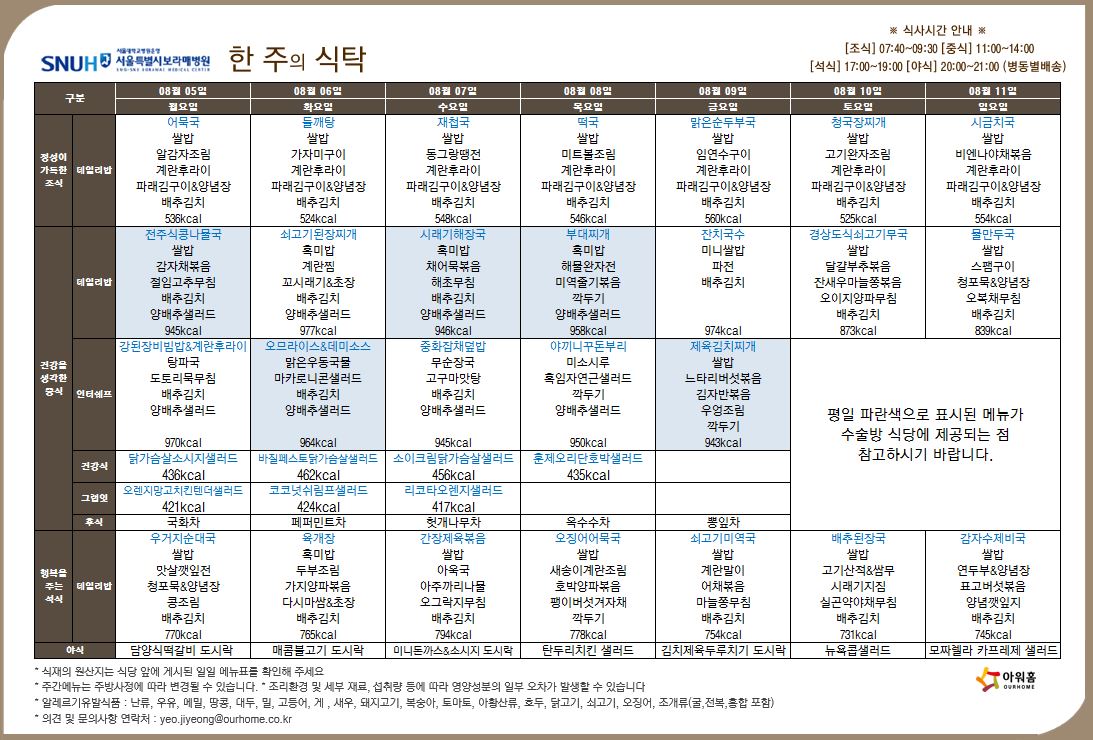 ※ 식사시간 안내 ※
[조식] 07:40~09:30 [중식] 11:00~14:00
[석식] 17:00~19:00 [야식] 20:00~21:00 (병동별배송)
SNUH 서울대학교병원운영 서울특별시보라매병원
SMG-SNU BORAMAE MEDICAL CENTER
한 주의 식탁
구분 08월 05일 08월 06일 08월 07일 08월 08일 08월 09일 08월 10일 08월 11일
월요일 화요일 수요일 목요일 금요일 토요일 일요일
정성이 가득한 조식 데일리밥
어묵국 들깨탕 재첩국 떡국 맑은순두부국 청국장찌개 시금치국
쌀밥 쌀밥 쌀밥 쌀밥 쌀밥 쌀밥 쌀밥
알감자조림 가자미구이 동그랑땡전 미트볼조림 임연수구이 고기완자조림 비엔나야채볶음
계란후라이 계란후라이 계란후라이 계란후라이 계란후라이 계란후라이 계란후라이
파래김구이&양념장 파래김구이&양념장 파래김구이&양념장 파래김구이&양념장 파래김구이&양념장 파래김구이&양념장 파래김구이&양념장
배추김치 배추김치 배추김치 배추김치 배추김치 배추김치 배추김치
536kcal 524kcal 548kcal 546kcal 560kcal 525kcal 554kcal
건강을 생각한 중식 데일리밥
전주식콩나물국 쇠고기된장찌개 시래기해장국 부대찌개 잔치국수 경상도식쇠고기무국 물만두국
쌀밥 흑미밥 흑미밥 흑미밥 미니쌀밥 쌀밥 쌀밥
감자채볶음 계란찜 채어묵볶음 해물완자전 파전 달걀부추볶음 스팸구이
절임고추무침 꼬시래기&초장 해초무침 미역줄기볶음 배추김치 잔새우마늘쫑볶음 청포묵&양념장
배추김치 배추김치 배추김치 깍두기 오이지양파무침 오복채무침
양배추샐러드 양배추샐러드 양배추샐러드 양배추샐러드 배추김치 배추김치
945kcal 977kcal 946kcal 958kcal 974kcal 873kcal 839kcal
인터쉐프
강된장비빔밥&계란후라이 오므라이스&데미소스 중화잡채덮밥 야끼니꾸돈부리 제육김치찌개
탕파국 맑은우동국물 무순장국 미소시루 쌀밥
도토리묵무침 마카로니콘샐러드 고구마맛탕 흑임자연근샐러드 느타리버섯볶음
배추김치 배추김치 배추김치 깍두기 김자반볶음
양배추샐러드 양배추샐러드 양배추샐러드 양배추샐러드 우엉조림
깍두기
970kcal 964kcal 945kcal 950kcal 943kcal
평일 파란색으로 표시된 메뉴가
수술방 식당에 제공되는 점
참고하시기 바랍니다.
건강식 닭가슴살소시지샐러드 바질페스토닭가슴살샐러드 소이크림닭가슴살샐러드 훈제오리단호박샐러드
436kcal 462kcal 456kcal 435kcal
그랩잇 오렌지망고치킨텐더샐러드 코코넛쉬림프샐러드 리코타오렌지샐러드
421kcal 424kcal 417kcal
후식 국화차 페퍼민트차 헛개나무차 옥수수차 뽕잎차
행복을 주는 석식 데일리밥
우거지순대국 육개장 간장제육볶음 오징어어묵국 쇠고기미역국 배추된장국 감자수제비국
쌀밥 흑미밥 쌀밥 쌀밥 쌀밥 쌀밥 쌀밥
맛살깻잎전 두부조림 아욱국 새송이계란조림 계란말이 고기산적&쌈무 연두부&양념장
청포묵&양념장 가지양파볶음 아주까리나물 호박양파볶음 어채볶음 시래기지짐 표고버섯볶음
콩조림 다시마쌈&초장 오그락지무침 팽이버섯겨자채 마늘쫑무침 실곤약야채무침 양념깻잎지
배추김치 배추김치 배추김치 깍두기 배추김치 배추김치 배추김치
770kcal 765kcal 794kcal 778kcal 754kcal 731kcal 745kcal
야식 담양식떡갈비 도시락 매콤불고기 도시락 미니돈까스&소시지 도시락 탄두리치킨 샐러드 김치제육두루치기 도시락 뉴욕콥샐러드 모짜렐라 카프레제 샐러드
* 식재의 원산지는 식당 앞에 게시된 일일 메뉴표를 확인해 주세요
* 주간메뉴는 주방사정에 따라 변경될 수 있습니다. * 조리환경 및 세부 재료, 섭취량 등에 따라 영양성분의 일부 오차가 발생할 수 있습니다
* 알레르기유발식품 : 난류, 우유, 메밀, 땅콩, 대두, 밀, 고등어, 게 , 새우, 돼지고기, 복숭아, 토마토, 아황산류, 호두, 닭고기, 쇠고기, 오징어, 조개류(굴,전복,홍합 포함)
* 의견 및 문의사항 연락처 : yeo.jiyeong@ourhome.co.kr
아워홈
OURHOME